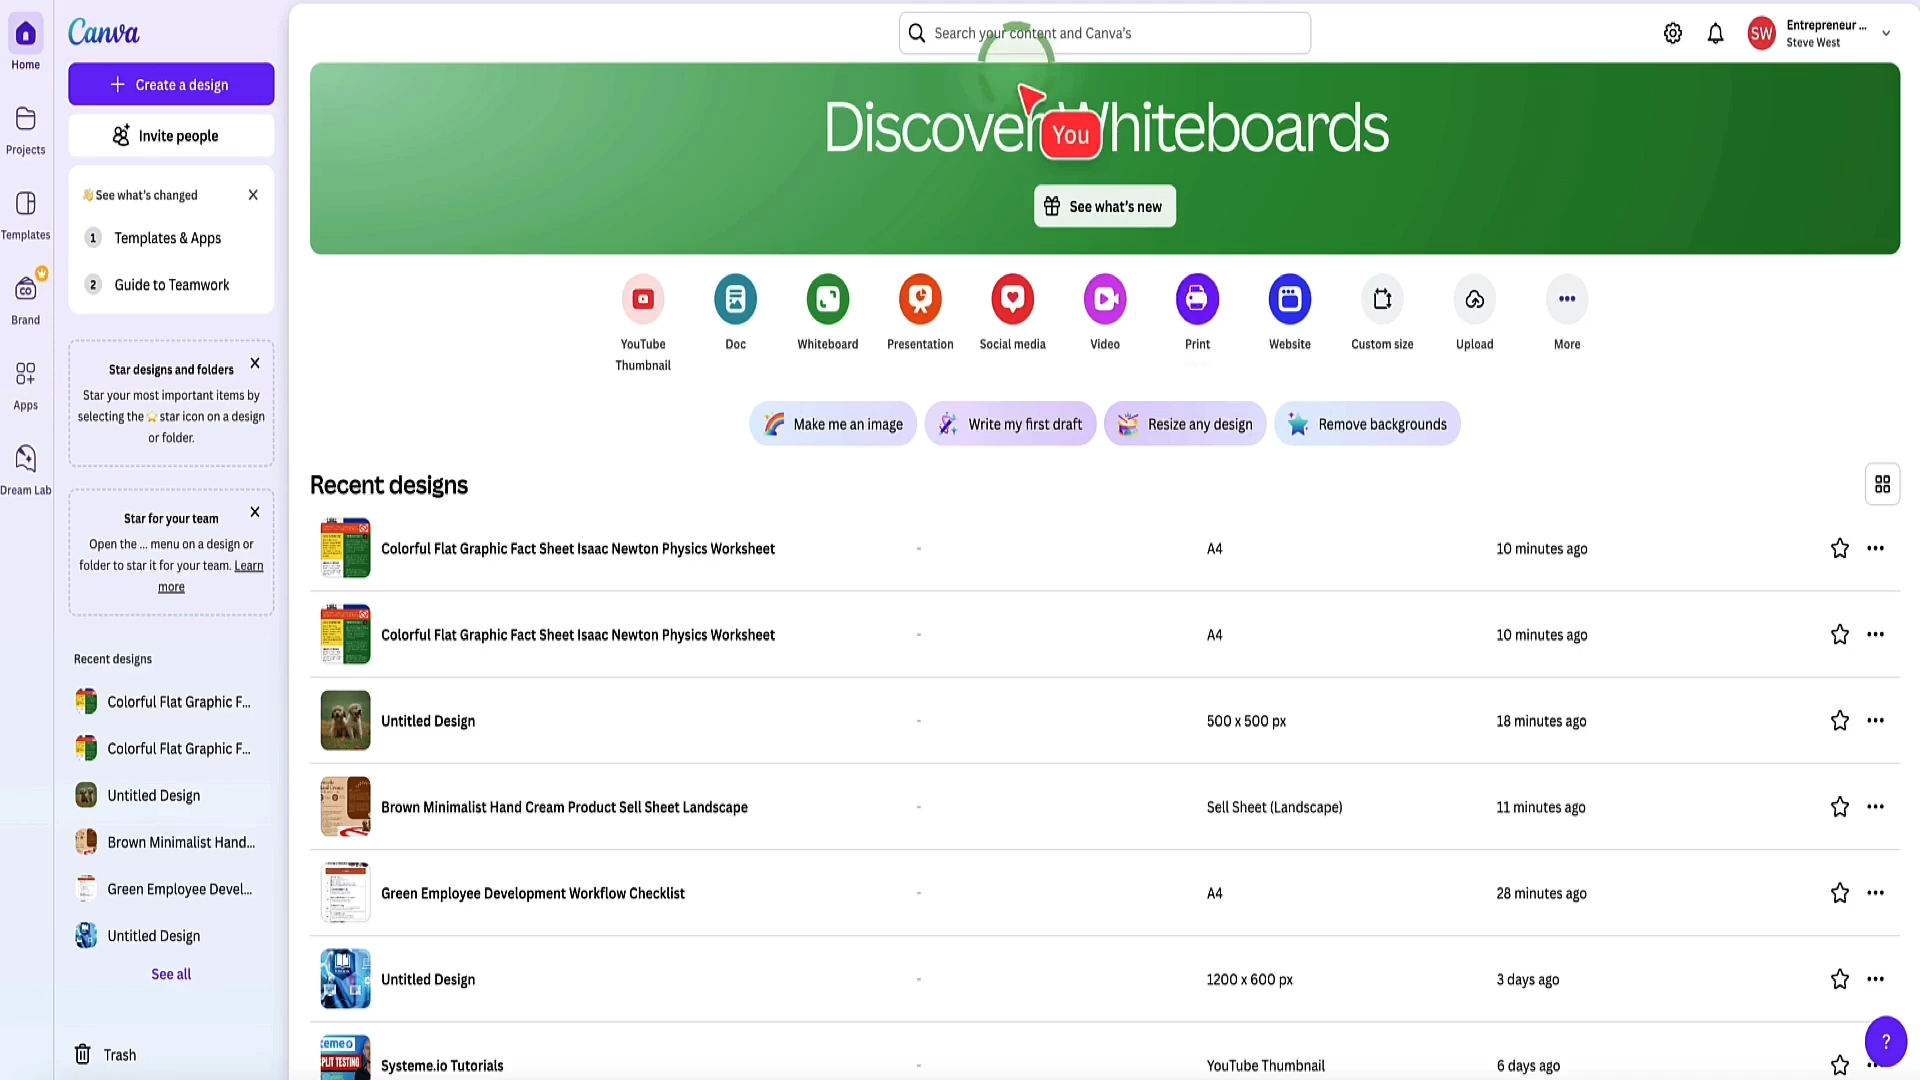 Home
Projects
Templates
Brand
Apps
Dream Lab
Canva
Create a design
Invite people
See what's changed
1 Templates & Apps
2 Guide to Teamwork
Star designs and folders
Star your most important items by
selecting the star icon on a design
or folder.
Star for your team
Open the ... menu on a design or
folder to star it for your team. Learn
more
Recent designs
Colorful Flat Graphic F...
Colorful Flat Graphic F...
Untitled Design
Brown Minimalist Hand...
Green Employee Devel...
Untitled Design
See all
Trash
Search your content and Canva's
SW
Entrepreneur ...
Steve West
Discover Whiteboards
You
See what's new
YouTube
Thumbnail
Doc
Whiteboard
Presentation
Social media
Video
Print
Website
Custom size
Upload
More
Make me an image
Write my first draft
Resize any design
Remove backgrounds
Recent designs
Colorful Flat Graphic Fact Sheet Isaac Newton Physics Worksheet - A4 10 minutes ago
Colorful Flat Graphic Fact Sheet Isaac Newton Physics Worksheet - A4 10 minutes ago
Untitled Design - 500 x 500 px 18 minutes ago
Brown Minimalist Hand Cream Product Sell Sheet Landscape - Sell Sheet (Landscape) 11 minutes ago
Green Employee Development Workflow Checklist - A4 28 minutes ago
Untitled Design - 1200 x 600 px 3 days ago
Systeme.io Tutorials - YouTube Thumbnail 6 days ago
?